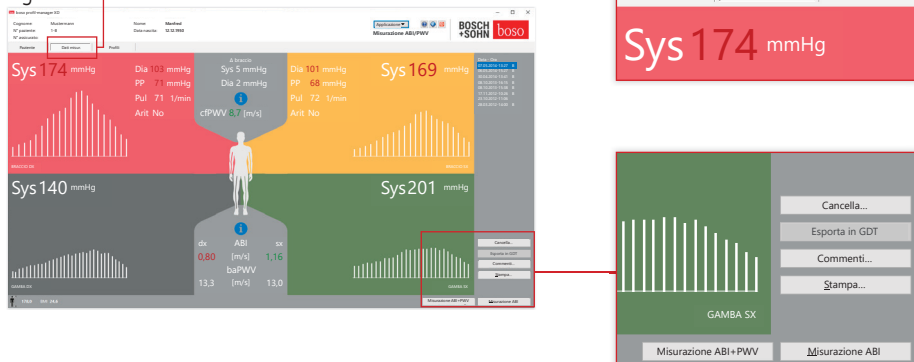 boso profil-manager XD
Cognome Mustermann
N° paziente 1-8
N° assicurato
Nome Manfred
Data nascita: 12.12.1950
Applicazione
Misurazione ABI/PWV
BOSCH
+SOHN
boso
Paziente Dati misur. Profili
Sys 174 mmHg
Dia 103 mmHg
PP 71 mmHg
Pul 71 1/min
Arit No
BRACCIO DX
Δ braccio
Sys 5 mmHg
Dia 2 mmHg
cfPWV 8,7 [m/s]
Dia 101 mmHg
PP 68 mmHg
Pul 72 1/min
Arit No
Sys 169 mmHg
BRACCIO SX
Sys 140 mmHg
GAMBA DX
dx ABI sx
0,80 [m/s] 1,16
baPWV
13,3 [m/s] 13,0
Sys 201 mmHg
GAMBA SX
Cancella...
Esporta in GDT
Commenti...
Stampa...
Misurazione ABI+PWV Misurazione ABI
Sys 174 mmHg
GAMBA SX
Cancella...
Esporta in GDT
Commenti...
Stampa...
Misurazione ABI+PWV Misurazione ABI